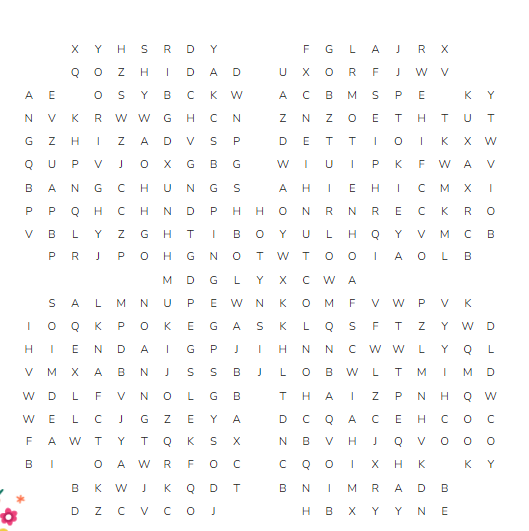 X Y H S R D Y F G L A J R X
Q O Z H I D A D U X O R F J W V
A E O S Y B C K W A C B M S P E K Y
N V K R W W G H C N Z N Z O E T H T U T
G Z H I Z A D V S P D E T T I O I K X W
Q U P V J O X G B G W I U I P K F W A V
B A N G C H U N G S A H I E H I C M X I
P P Q H C H N D P H H O N R N R E C K R O
V B L Y Z G H T I B O Y U L H Q Y V M C B
P R J P O H G N O T W T O O I A O L B
M D G L Y X C W A
S A L M N U P E W N K O M F V W P V K
I O Q K P O K E G A S K L Q S F T Z Y W D
H I E N D A I G P J I H N N C W W L Y Q L
V M X A B N J S S B J L O B W L T M I M D
W D L F V N O L G B T H A I Z P N H Q W
W E L C J G Z E Y A D C Q A C E H C O C
F A W T Y T Q K S X N B V H J Q V O O O
B I O A W R F O C C Q O I X H K K Y
B K W J K Q D T B N I M R A D B
D Z C V C O J H B X Y Y N E